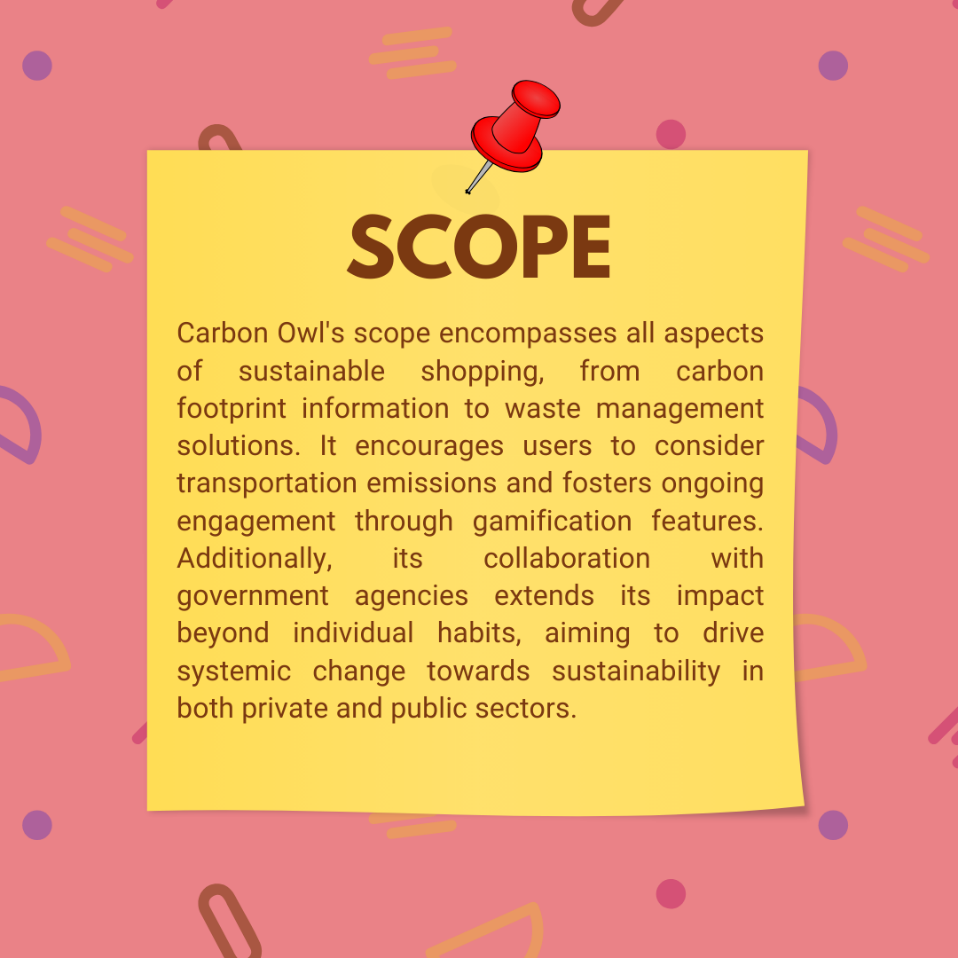 SCOPE
Carbon Owl's scope encompasses all aspects
of sustainable shopping, from carbon
footprint information to waste management
solutions. It encourages users to consider
transportation emissions and fosters ongoing
engagement through gamification features.
Additionally, its collaboration with
government agencies extends its impact
beyond individual habits, aiming to drive
systemic change towards sustainability in
both private and public sectors.